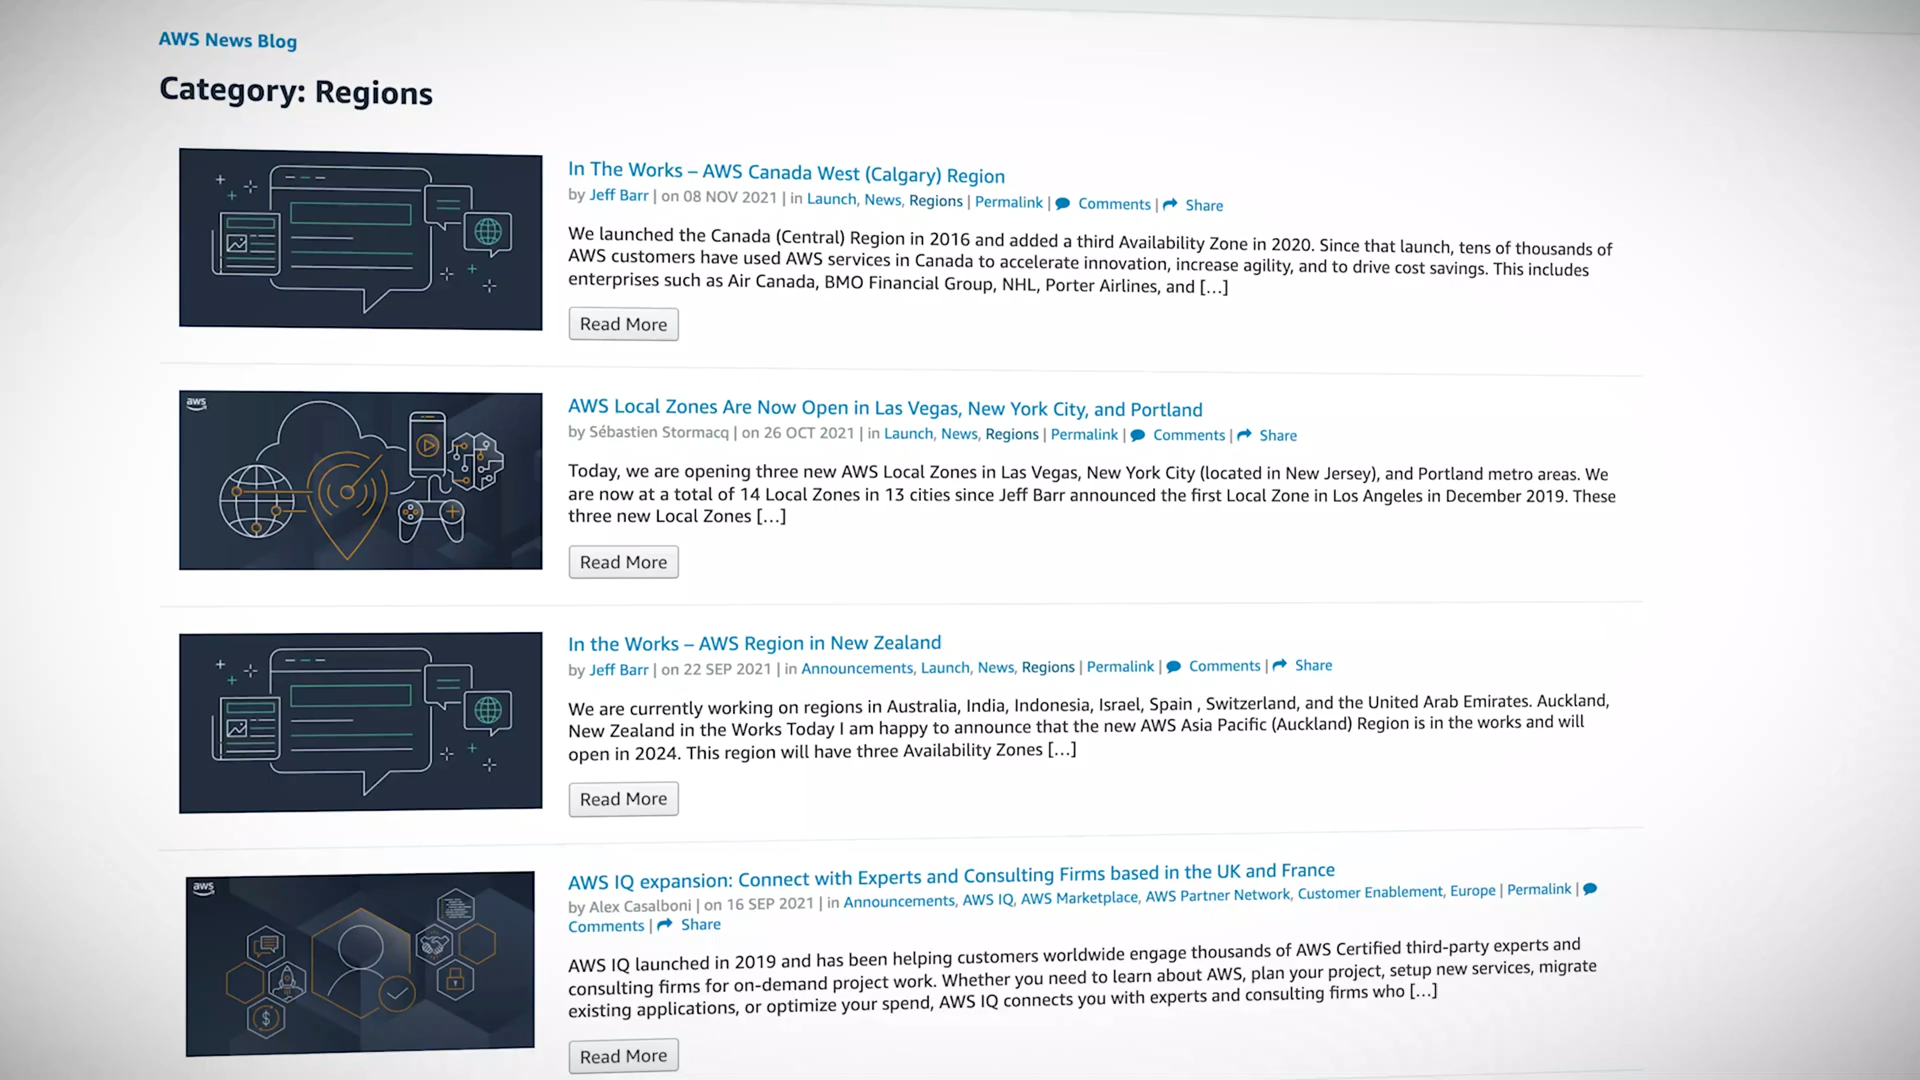 AWS News Blog
Category: Regions
In The Works – AWS Canada West (Calgary) Region
by Jeff Barr | on 08 NOV 2021 | in Launch, News, Regions | Permalink | Comments | Share
We launched the Canada (Central) Region in 2016 and added a third Availability Zone in 2020. Since that launch, tens of thousands of
AWS customers have used AWS services in Canada to accelerate innovation, increase agility, and to drive cost savings. This includes
enterprises such as Air Canada, BMO Financial Group, NHL, Porter Airlines, and […]
Read More
aws
AWS Local Zones Are Now Open in Las Vegas, New York City, and Portland
by Sébastien Stormacq | on 26 OCT 2021 | in Launch, News, Regions | Permalink | Comments | Share
Today, we are opening three new AWS Local Zones in Las Vegas, New York City (located in New Jersey), and Portland metro areas. We
are now at a total of 14 Local Zones in 13 cities since Jeff Barr announced the first Local Zone in Los Angeles in December 2019. These
three new Local Zones […]
Read More
In the Works – AWS Region in New Zealand
by Jeff Barr | on 22 SEP 2021 | in Announcements, Launch, News, Regions | Permalink | Comments | Share
We are currently working on regions in Australia, India, Indonesia, Israel, Spain , Switzerland, and the United Arab Emirates. Auckland,
New Zealand in the Works Today I am happy to announce that the new AWS Asia Pacific (Auckland) Region is in the works and will
open in 2024. This region will have three Availability Zones […]
Read More
aws
AWS IQ expansion: Connect with Experts and Consulting Firms based in the UK and France
by Alex Casalboni | on 16 SEP 2021 | in Announcements, AWS IQ, AWS Marketplace, AWS Partner Network, Customer Enablement, Europe | Permalink |
Comments | Share
AWS IQ launched in 2019 and has been helping customers worldwide engage thousands of AWS Certified third-party experts and
consulting firms for on-demand project work. Whether you need to learn about AWS, plan your project, setup new services, migrate
existing applications, or optimize your spend, AWS IQ connects you with experts and consulting firms who […]
Read More